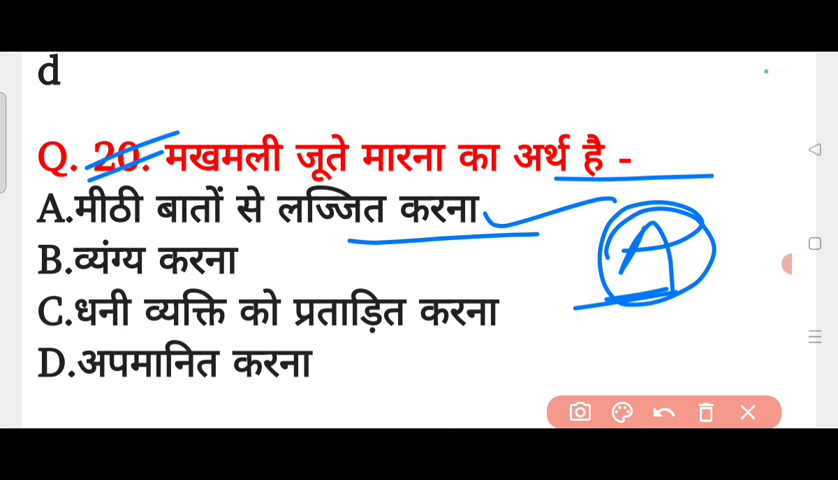 d
Q. 20. मखमली जूते मारना का अर्थ है -
A.मीठी बातों से लज्जित करना
B.व्यंग्य करना
A
C.धनी व्यक्ति को प्रताड़ित करना
D.अपमानित करना